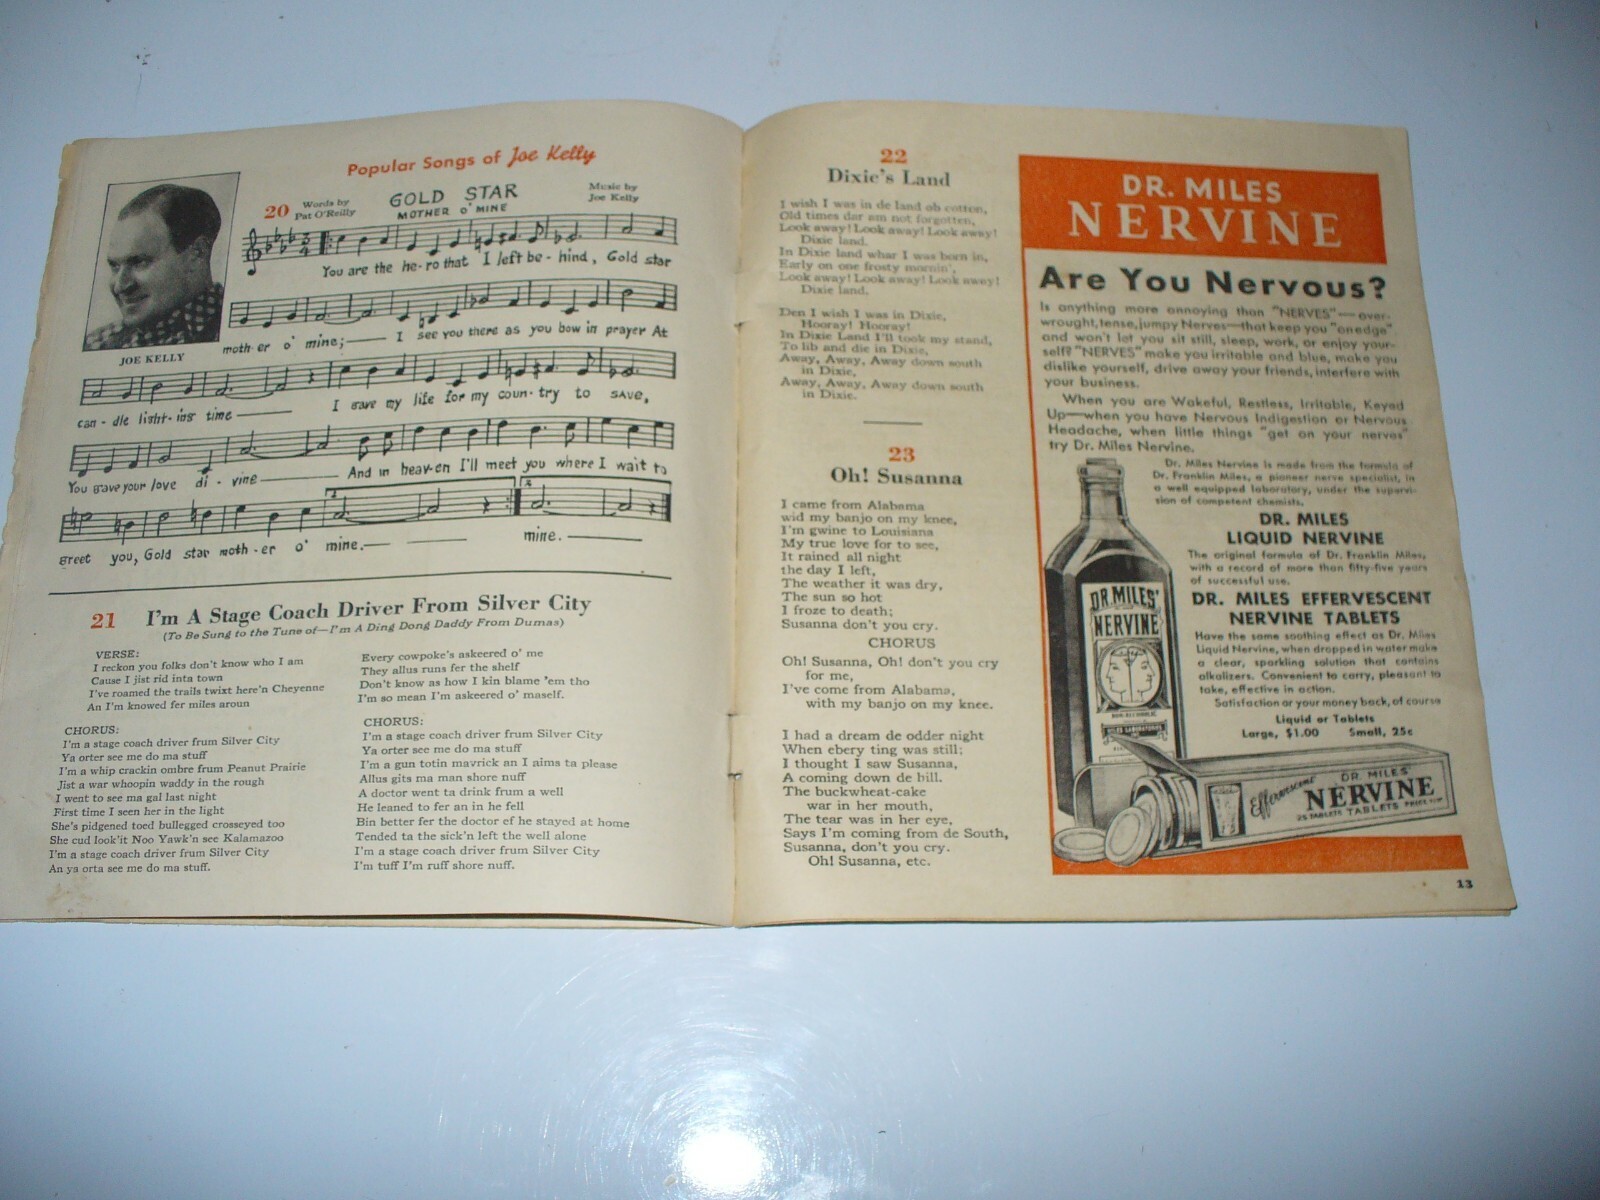 Popular Songs of Joe Kelly
20
Words by
Pat O'Reilly
GOLD STAR
MOTHER O' MINE
Music by
Joe Kelly
You are the he-ro that I left be-hind, Gold star
moth-er o' mine; I see you there as you bow in prayer At
can-dle light-ing time I gave my life for my coun-try to save,
You gave your love di-vine And in heav-en I'll meet you where I wait to
greet you, Gold star moth-er o' mine. mine.
JOE KELLY
21 I'm A Stage Coach Driver From Silver City
(To Be Sung to the Tune of—I'm A Ding Dong Daddy From Dumas)
VERSE:
I reckon you folks don't know who I am
Cause I jist rid inta town
I've roamed the trails twixt here'n Cheyenne
An I'm knowed fer miles aroun
CHORUS:
I'm a stage coach driver frum Silver City
Ya orter see me do ma stuff
I'm a whip crackin ombre frum Peanut Prairie
Jist a war whoopin waddy in the rough
I went to see ma gal last night
First time I seen her in the light
She's pidgened toed bullegged crosseyed too
She cud look'it Noo Yawk'n see Kalamazoo
I'm a stage coach driver frum Silver City
An ya orta see me do ma stuff.
Every cowpoke's askeered o' me
They allus runs fer the shelf
Don't know as how I kin blame 'em tho
I'm so mean I'm askeered o' maself.
CHORUS:
I'm a stage coach driver frum Silver City
Ya orter see me do ma stuff
I'm a gun totin mavrick an I aims ta please
Allus gits ma man shore nuff
A doctor went ta drink frum a well
He leaned to fer an in he fell
Bin better fer the doctor ef he stayed at home
Tended ta the sick'n left the well alone
I'm a stage coach driver frum Silver City
I'm tuff I'm ruff shore nuff.
22
Dixie's Land
I wish I was in de land ob cotton,
Old times dar am not forgotten,
Look away! Look away! Look away!
Dixie land.
In Dixie land whar I was born in,
Early on one frosty mornin',
Look away! Look away! Look away!
Dixie land.
Den I wish I was in Dixie,
Hooray! Hooray!
In Dixie Land I'll took my stand,
To lib and die in Dixie,
Away, Away, Away down south
in Dixie,
Away, Away, Away down south
in Dixie.
23
Oh! Susanna
I came from Alabama
wid my banjo on my knee,
I'm gwine to Louisiana
My true love for to see,
It rained all night
the day I left,
The weather it was dry,
The sun so hot
I froze to death;
Susanna don't you cry.
CHORUS
Oh! Susanna, Oh! don't you cry
for me,
I've come from Alabama,
with my banjo on my knee.
I had a dream de odder night
When ebery ting was still;
I thought I saw Susanna,
A coming down de hill.
The buckwheat-cake
war in her mouth,
The tear was in her eye,
Says I'm coming from de South,
Susanna, don't you cry.
Oh! Susanna, etc.
DR. MILES
NERVINE
Are You Nervous?
Is anything more annoying than "NERVES"—over-
wrought, tense, jumpy Nerves—that keep you "on edge"
and won't let you sit still, sleep, work, or enjoy your-
self? "NERVES" make you irritable and blue, make you
dislike yourself, drive away your friends, interfere with
your business.
When you are Wakeful, Restless, Irritable, Keyed
Up—when you have Nervous Indigestion or Nervous
Headache, when little things "get on your nerves"
try Dr. Miles Nervine.
Dr. Miles Nervine is made from the formula of
Dr. Franklin Miles, a pioneer nerve specialist, in
a well equipped laboratory, under the supervi-
sion of competent chemists.
DR. MILES
LIQUID NERVINE
The original formula of Dr. Franklin Miles,
with a record of more than fifty-five years
of successful use.
DR. MILES EFFERVESCENT
NERVINE TABLETS
Have the same soothing effect as Dr. Miles
Liquid Nervine, when dropped in water make
a clear, sparkling solution that contains
alkalizers. Convenient to carry, pleasant to
take, effective in action.
Satisfaction or your money back, of course
Liquid or Tablets
Large, $1.00 Small, 25c
DR MILES'
NERVINE
Effervescent
DR. MILES'
NERVINE
25 TABLETS TABLETS
13